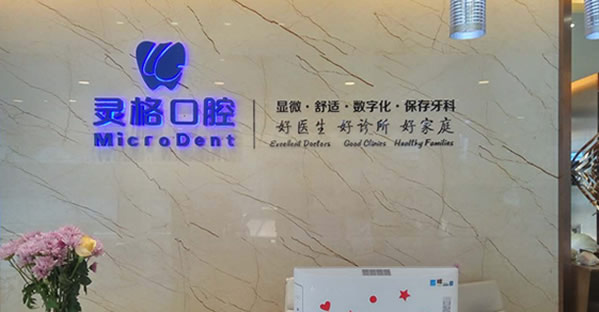 灵格口腔
MicroDent
显微·舒适·数字化·保存牙科
好医生 好诊所 好家庭
Excellent Doctors Good Clinics Healthy Families